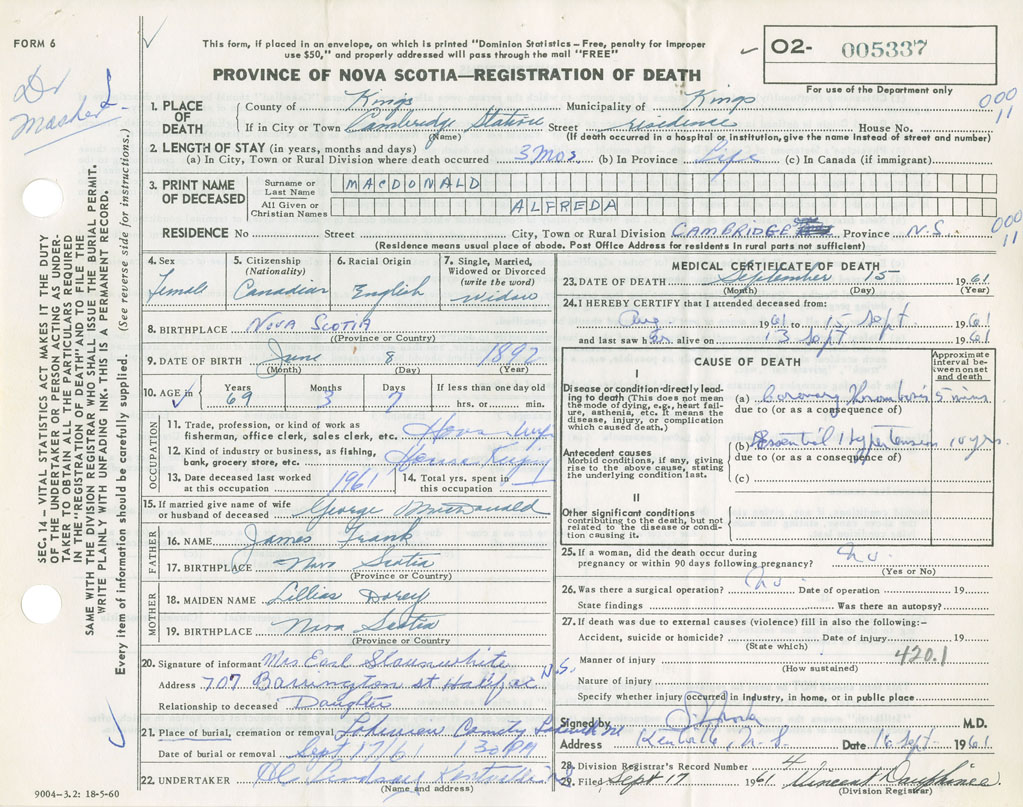 FORM 6
This form, if placed in an envelope, on which is printed "Dominion Statistics – Free, penalty for improper
use $50," and properly addressed will pass through the mail "FREE"
O2- 005337
PROVINCE OF NOVA SCOTIA—REGISTRATION OF DEATH
For use of the Department only
Dr
000
11
1. PLACE OF DEATH
County of Kings Municipality of Kings
If in City or Town Cambridge Station Street residence House No.
(Name) (If death occurred in a hospital or institution, give the name instead of street and number)
2. LENGTH OF STAY (in years, months and days)
(a) In City, Town or Rural Division where death occurred 3 Mos (b) In Province Life (c) In Canada (if immigrant)
3. PRINT NAME OF DECEASED
Surname or Last Name MACDONALD
All Given or Christian Names ALFREDA
RESIDENCE No Street City, Town or Rural Division CAMBRIDGE Province N.S.
(Residence means usual place of abode. Post Office Address for residents in rural parts not sufficient)
000
11
4. Sex Female
5. Citizenship (Nationality) Canadian
6. Racial Origin English
7. Single, Married, Widowed or Divorced (write the word) Widow
8. BIRTHPLACE NOVA SCOTIA
(Province or Country)
9. DATE OF BIRTH June 8 1892
(Month) (Day) (Year)
10. AGE in Years 69 Months 3 Days 7 If less than one day old hrs. or min.
OCCUPATION
11. Trade, profession, or kind of work as
fisherman, office clerk, sales clerk, etc. House Wife
12. Kind of industry or business, as fishing,
bank, grocery store, etc. House Keeping
13. Date deceased last worked
at this occupation 1961
14. Total yrs. spent in
this occupation
15. If married give name of wife
or husband of deceased George MacDonald
FATHER
16. NAME James Frank
17. BIRTHPLACE Nova Scotia
(Province or Country)
MOTHER
18. MAIDEN NAME Lillias Dorey
19. BIRTHPLACE Nova Scotia
(Province or Country
20. Signature of informant Mrs. Earl Slaunwhite
Address 707 Barrington St Halifax N.S.
Relationship to deceased Daughter
21. Place of burial, cremation or removal Lakeview
Date of burial or removal Sept 17/61 1 30 PM
22. UNDERTAKER Kentville N.S.
(Name and address)
9004–3.2: 18-5-60
MEDICAL CERTIFICATE OF DEATH
23. DATE OF DEATH September 15 1961
(Month) (Day) (Year)
24. I HEREBY CERTIFY that I attended deceased from:
Aug 1961 to 15 Sept 1961
and last saw her alive on 13 Sept 1961
CAUSE OF DEATH
Approximate interval between onset and death
I
Disease or condition directly leading to death (This does not mean the mode of dying, e.g., heart failure, asthenia, etc. It means the disease, injury, or complication which caused death.)
(a) Coronary Thrombosis 5 mins
due to (or as a consequence of)
Antecedent causes
Morbid conditions, if any, giving rise to the above cause, stating the underlying condition last.
(b) Essential Hypertension 10 yrs.
due to (or as a consequence of)
(c)
II
Other significant conditions
contributing to the death, but not related to the disease or condition causing it.
25. If a woman, did the death occur during
pregnancy or within 90 days following pregnancy? No.
(Yes or No)
26. Was there a surgical operation? No. Date of operation 19
State findings Was there an autopsy?
27. If death was due to external causes (violence) fill in also the following:–
Accident, suicide or homicide? Date of injury 19
(State which)
Manner of injury 420.1
(How sustained)
Nature of injury
Specify whether injury occurred in industry, in home, or in public place
Signed by M.D.
Address Kentville, N.S. Date 16 Sept 1961
28. Division Registrar's Record Number 4
29. Filed Sept 17 1961 Vincent Dauphinee
(Division Registrar)
SEC. 14 – VITAL STATISTICS ACT MAKES IT THE DUTY
OF THE UNDERTAKER OR PERSON ACTING AS UNDERTAKER
TO OBTAIN ALL THE PARTICULARS REQUIRED
IN THE "REGISTRATION OF DEATH" AND TO FILE THE
SAME WITH THE DIVISION REGISTRAR WHO SHALL ISSUE THE BURIAL PERMIT.
WRITE PLAINLY WITH UNFADING INK. THIS IS A PERMANENT RECORD.
Every item of information should be carefully supplied. (See reverse side for instructions.)